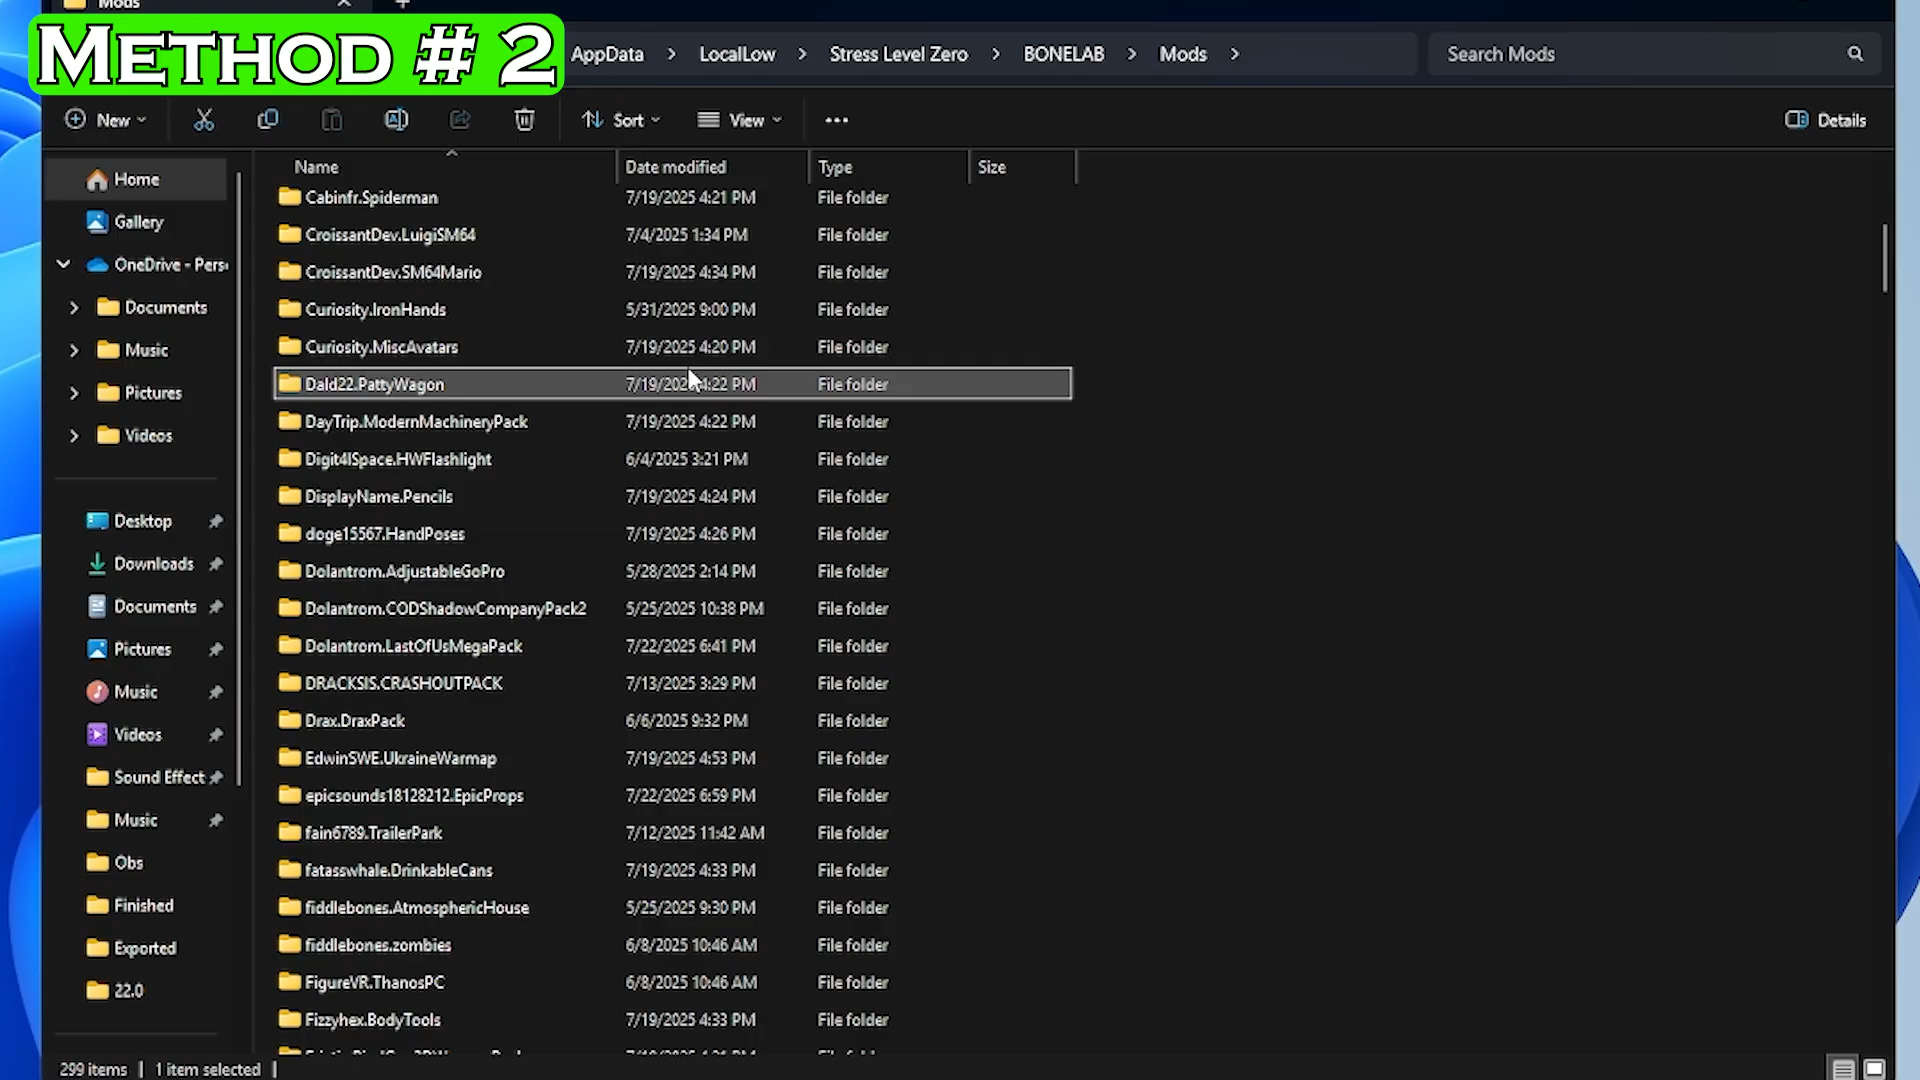 Mods
METHOD # 2
AppData > LocalLow > Stress Level Zero > BONELAB > Mods >
Search Mods
New
Sort
View
Details
Name Date modified Type Size
Home
Gallery
OneDrive - Pers
Documents
Music
Pictures
Videos
Desktop
Downloads
Documents
Pictures
Music
Videos
Sound Effect
Music
Obs
Finished
Exported
22.0
Cabinfr.Spiderman 7/19/2025 4:21 PM File folder
CroissantDev.LuigiSM64 7/4/2025 1:34 PM File folder
CroissantDev.SM64Mario 7/19/2025 4:34 PM File folder
Curiosity.IronHands 5/31/2025 9:00 PM File folder
Curiosity.MiscAvatars 7/19/2025 4:20 PM File folder
Dald22.PattyWagon 7/19/202 4:22 PM File folder
DayTrip.ModernMachineryPack 7/19/2025 4:22 PM File folder
Digit4lSpace.HWFlashlight 6/4/2025 3:21 PM File folder
DisplayName.Pencils 7/19/2025 4:24 PM File folder
doge15567.HandPoses 7/19/2025 4:26 PM File folder
Dolantrom.AdjustableGoPro 5/28/2025 2:14 PM File folder
Dolantrom.CODShadowCompanyPack2 5/25/2025 10:38 PM File folder
Dolantrom.LastOfUsMegaPack 7/22/2025 6:41 PM File folder
DRACKSIS.CRASHOUTPACK 7/13/2025 3:29 PM File folder
Drax.DraxPack 6/6/2025 9:32 PM File folder
EdwinSWE.UkraineWarmap 7/19/2025 4:53 PM File folder
epicsounds18128212.EpicProps 7/22/2025 6:59 PM File folder
fain6789.TrailerPark 7/12/2025 11:42 AM File folder
fatasswhale.DrinkableCans 7/19/2025 4:33 PM File folder
fiddlebones.AtmosphericHouse 5/25/2025 9:30 PM File folder
fiddlebones.zombies 6/8/2025 10:46 AM File folder
FigureVR.ThanosPC 6/8/2025 10:46 AM File folder
Fizzyhex.BodyTools 7/19/2025 4:33 PM File folder
299 items | 1 item selected |